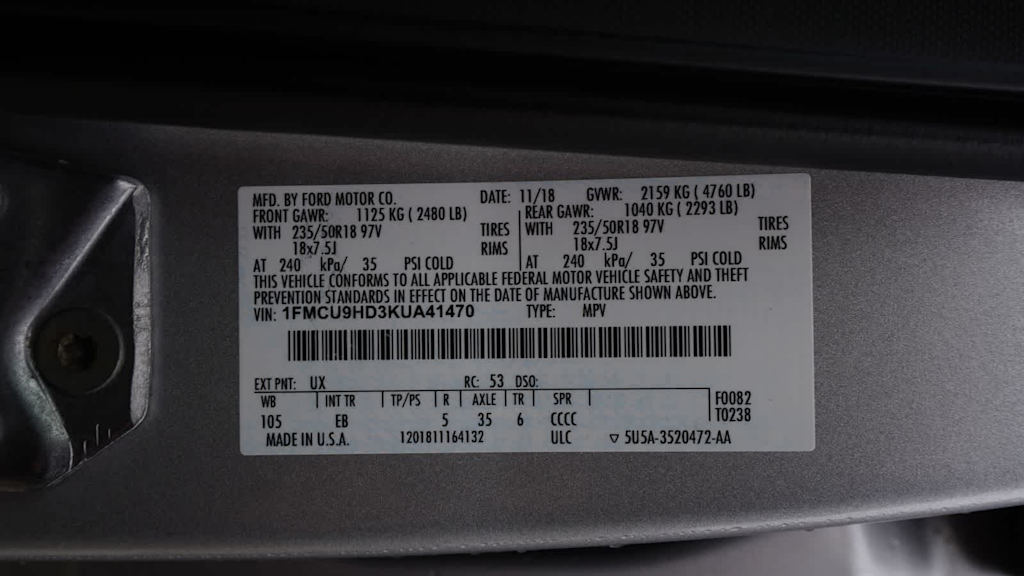 MFD. BY FORD MOTOR CO. DATE: 11/18 GVWR: 2159 KG ( 4760 LB)
FRONT GAWR: 1125 KG ( 2480 LB) REAR GAWR: 1040 KG ( 2293 LB)
WITH 235/50R18 97V TIRES WITH 235/50R18 97V TIRES
18x7.5J RIMS 18x7.5J RIMS
AT 240 kPa/ 35 PSI COLD AT 240 kPa/ 35 PSI COLD
THIS VEHICLE CONFORMS TO ALL APPLICABLE FEDERAL MOTOR VEHICLE SAFETY AND THEFT
PREVENTION STANDARDS IN EFFECT ON THE DATE OF MANUFACTURE SHOWN ABOVE.
VIN: 1FMCU9HD3KUA41470 TYPE: MPV
EXT PNT: UX RC: 53 DSO:
WB INT TR TP/PS R AXLE TR SPR F0082
105 EB 5 35 6 CCCC T0238
MADE IN U.S.A. 1201811164132 ULC ▽ 5U5A-3520472-AA